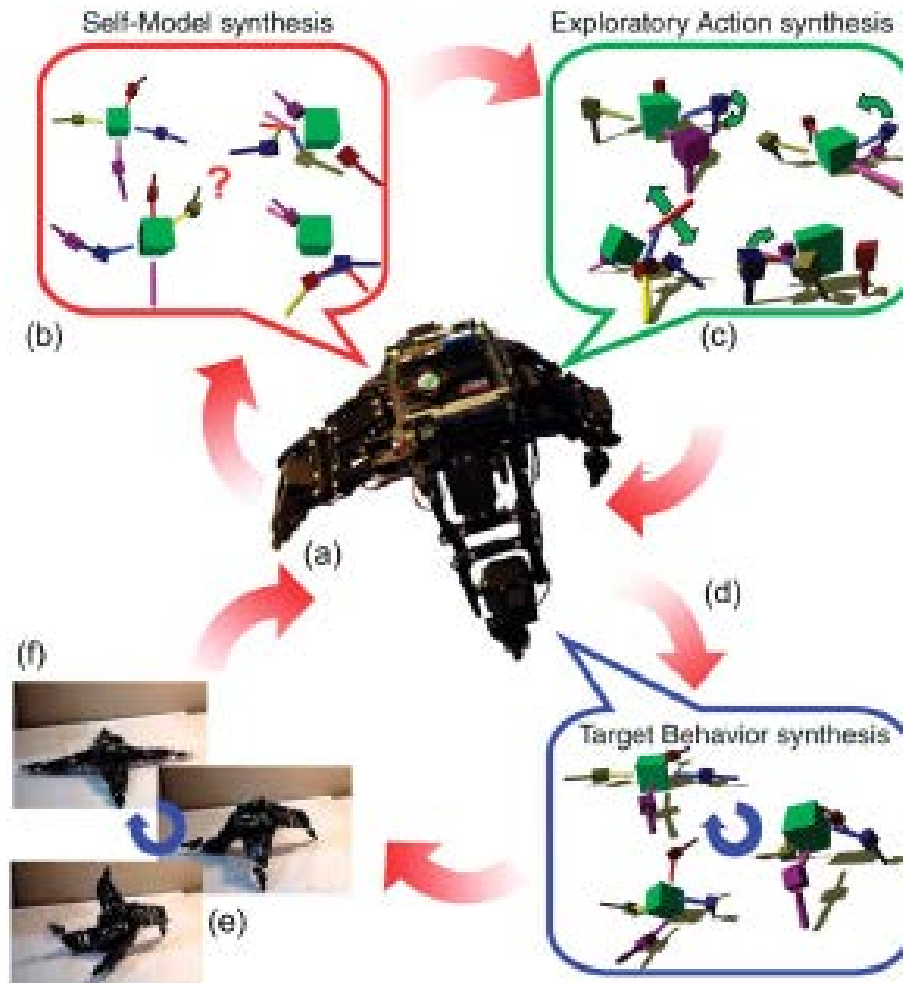 Self-Model synthesis
Exploratory Action synthesis
?
(b)
(c)
(a)
(d)
(f)
Target Behavior synthesis
(e)